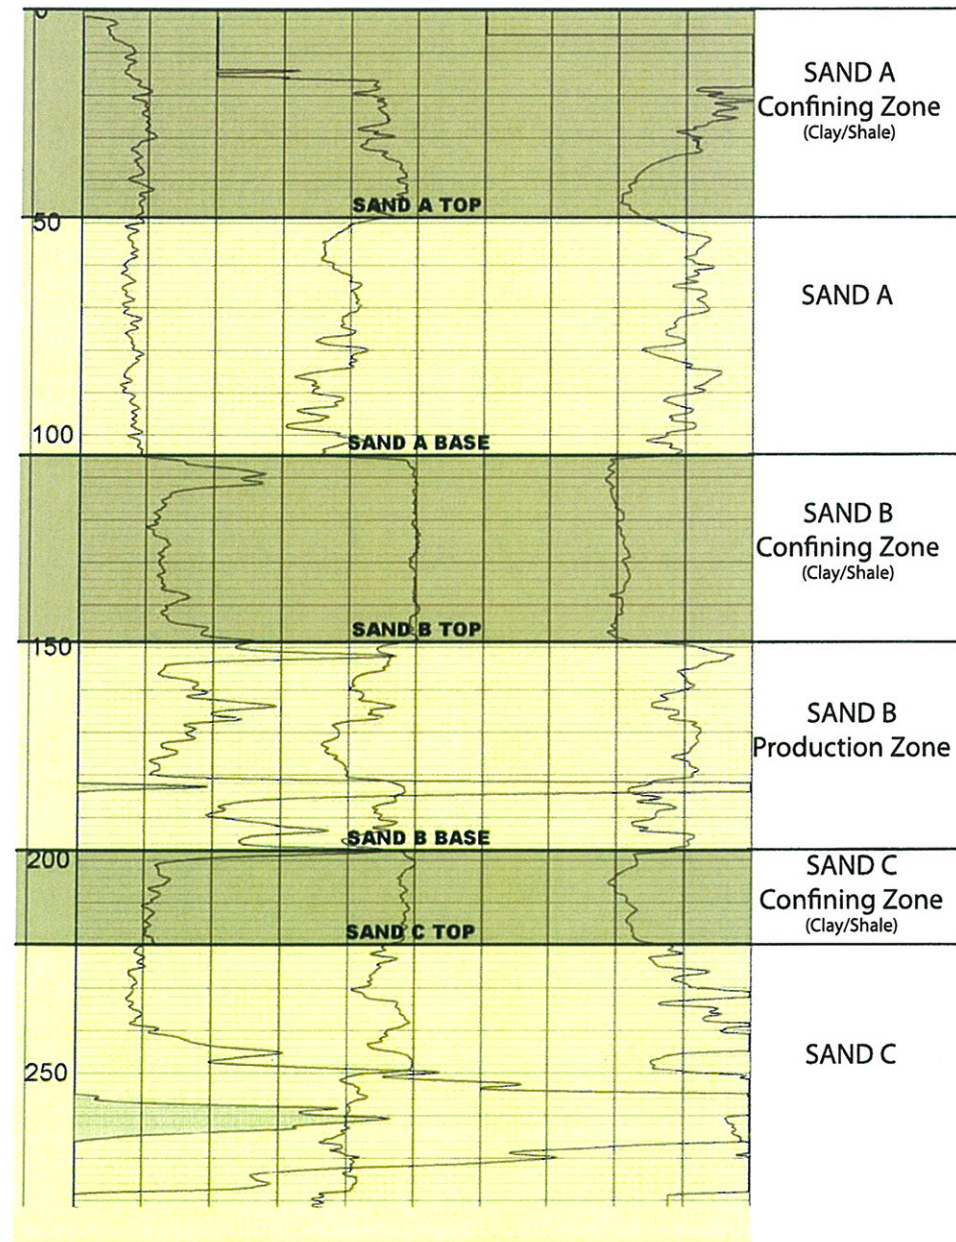 0
SAND A
Confining Zone
(Clay/Shale)
SAND A TOP
50
SAND A
100
SAND A BASE
SAND B
Confining Zone
(Clay/Shale)
SAND B TOP
150
SAND B
Production Zone
SAND B BASE
200
SAND C
Confining Zone
(Clay/Shale)
SAND C TOP
250
SAND C